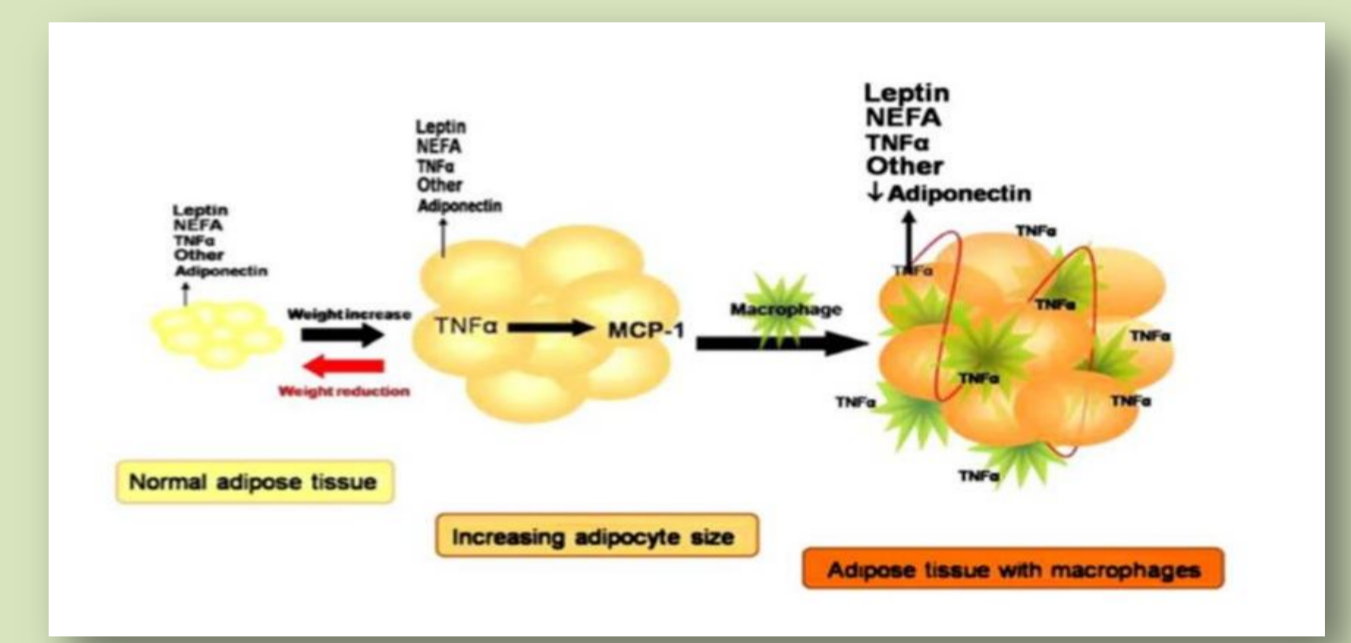 Leptin
NEFA
TNFα
Other
Adiponectin
Weight increase
Weight reduction
Normal adipose tissue
Leptin
NEFA
TNFα
Other
Adiponectin
TNFα
MCP-1
Increasing adipocyte size
Macrophage
Leptin
NEFA
TNFα
Other
↓ Adiponectin
TNFα
TNFα
TNFα
TNFα
TNFα
TNFα
TNFα
TNFα
Adipose tissue with macrophages